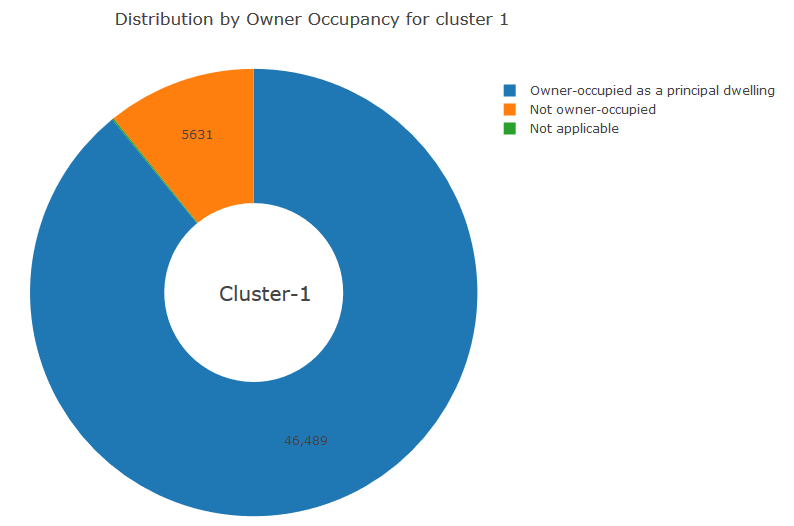 Distribution by Owner Occupancy for cluster 1
Owner-occupied as a principal dwelling
Not owner-occupied
Not applicable
5631
Cluster-1
46,489